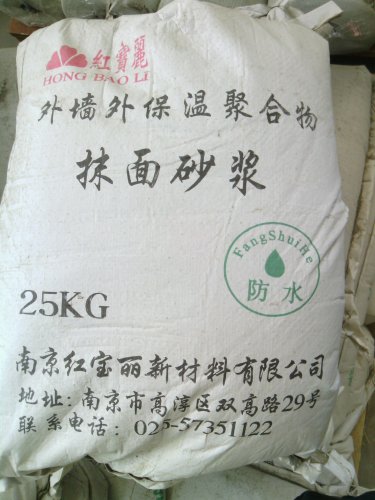 红寶麗
HONG BAO LI
外墙外保温聚合物
抹面砂浆
FangShuiHe
防水
25KG
南京红宝丽新材料有限公司
地址:南京市高淳区双高路29号
联系电话:025-57351122